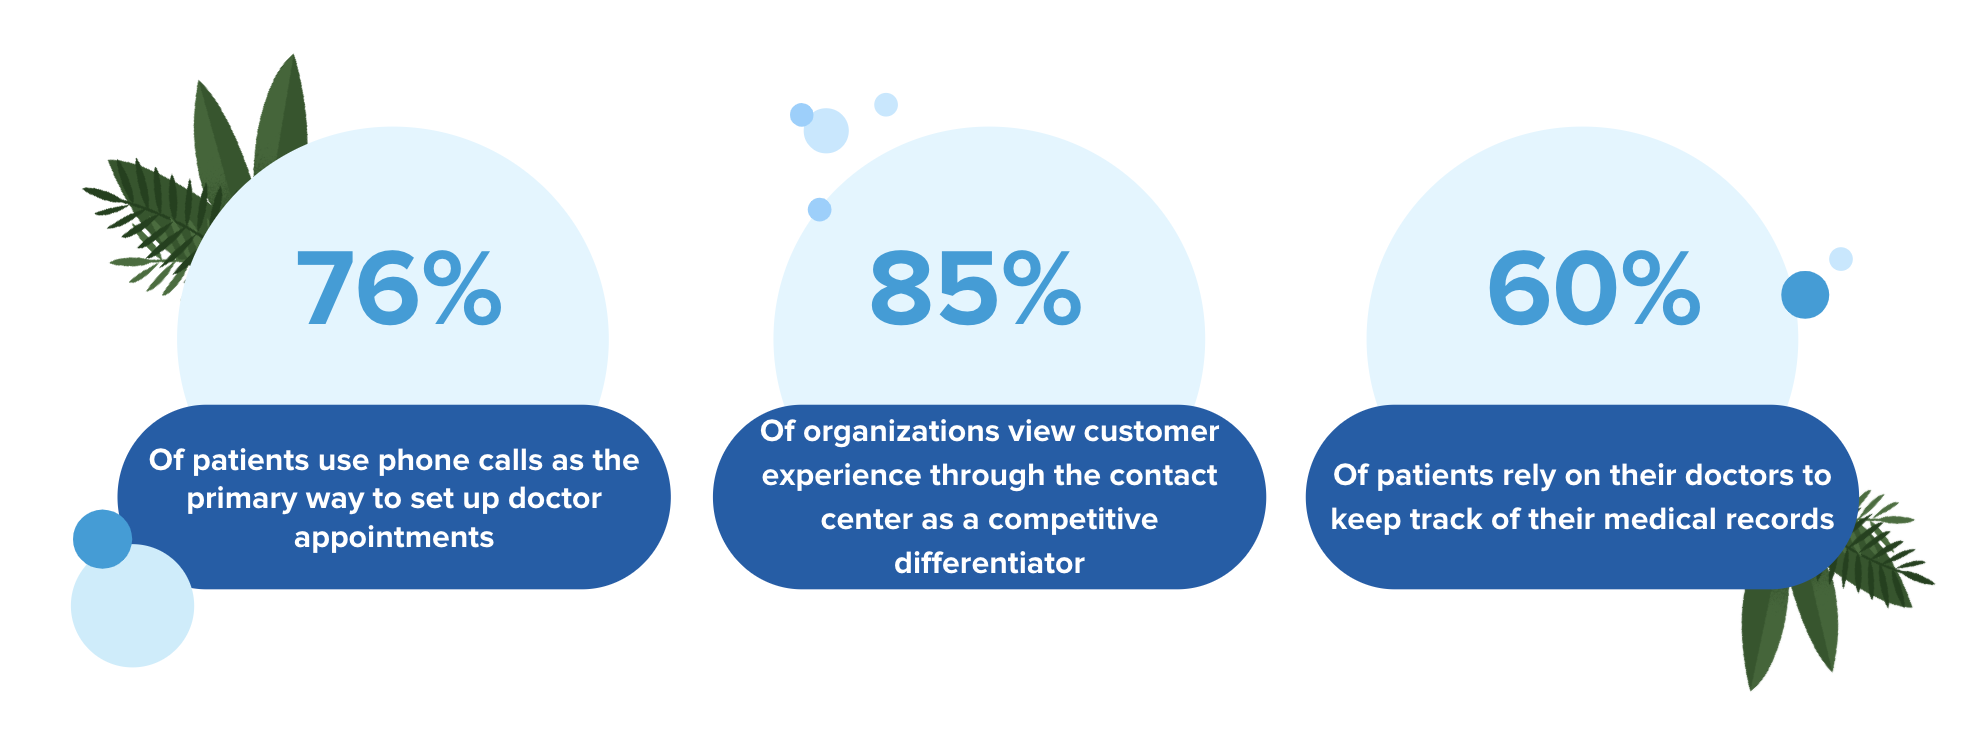 76%
Of patients use phone calls as the
primary way to set up doctor
appointments
85%
Of organizations view customer
experience through the contact
center as a competitive
differentiator
60%
Of patients rely on their doctors to
keep track of their medical records